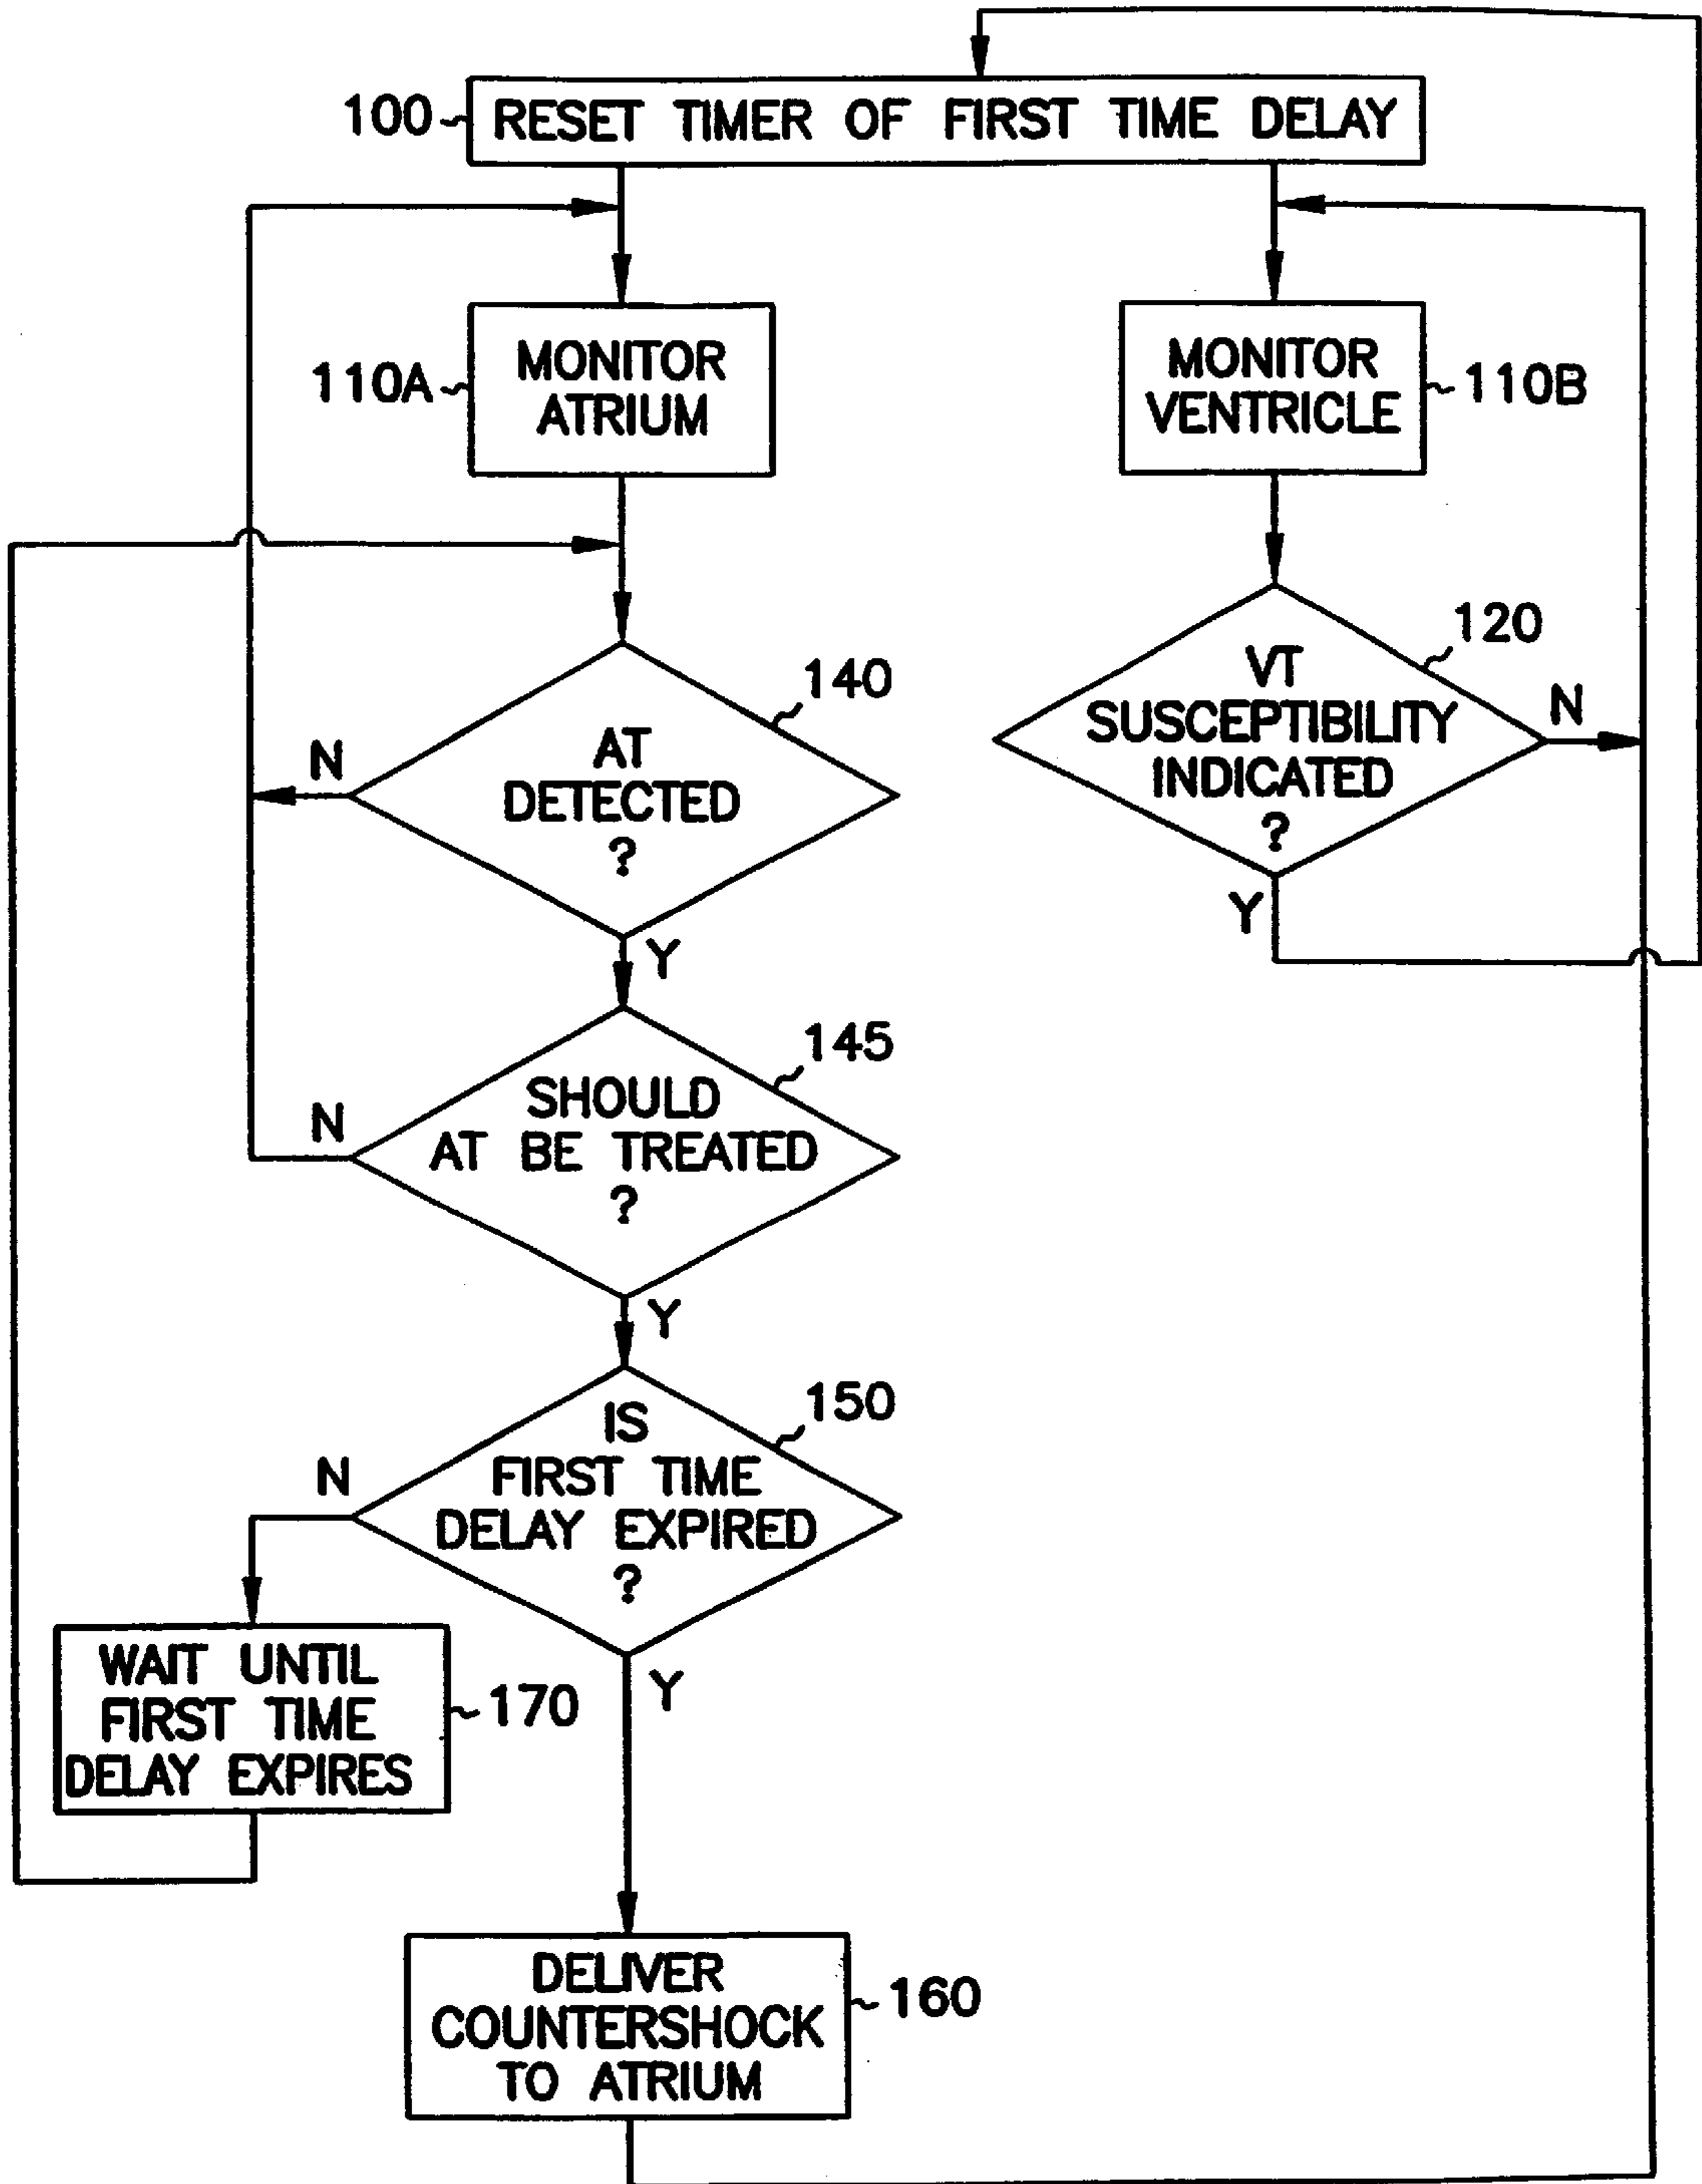 100
RESET TIMER OF FIRST TIME DELAY
110A
MONITOR
ATRIUM
MONITOR
VENTRICLE
110B
140
AT
DETECTED
?
N
Y
120
VT
SUSCEPTIBILITY
INDICATED
?
N
Y
145
SHOULD
AT BE TREATED
?
N
Y
150
IS
FIRST TIME
DELAY EXPIRED
?
N
Y
WAIT UNTIL
FIRST TIME
DELAY EXPIRES
170
DELIVER
COUNTERSHOCK
TO ATRIUM
160